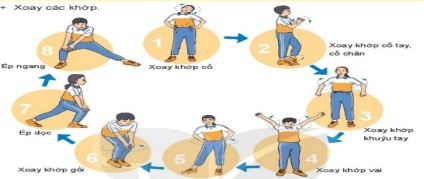 + Xoay các khớp.
1
Xoay khớp cổ
2
Xoay khớp cổ tay,
cổ chân
3
Xoay khớp
khuỷu tay
4
Xoay khớp vai
5
6
Xoay khớp gối
7
Ép dọc
8
Ép ngang